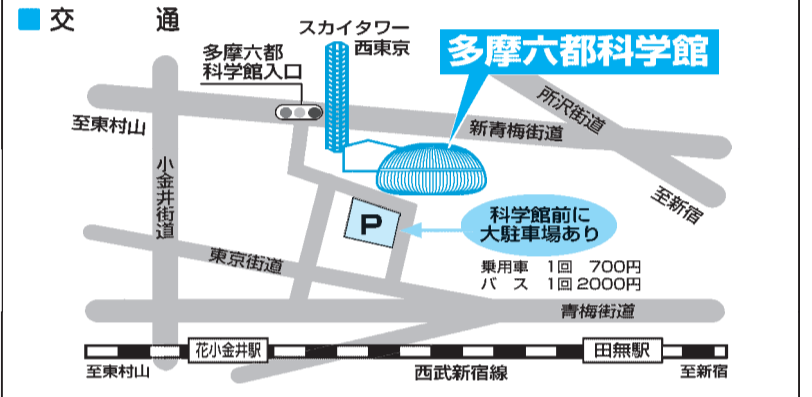 ■ 交 通
スカイタワー
西東京
多摩六都
科学館入口
多摩六都科学館
所沢街道
至東村山
新青梅街道
小金井街道
至新宿
P
科学館前に
大駐車場あり
東京街道
乗用車 1回 700円
バス 1回2000円
青梅街道
花小金井駅
田無駅
至東村山
西武新宿線
至新宿